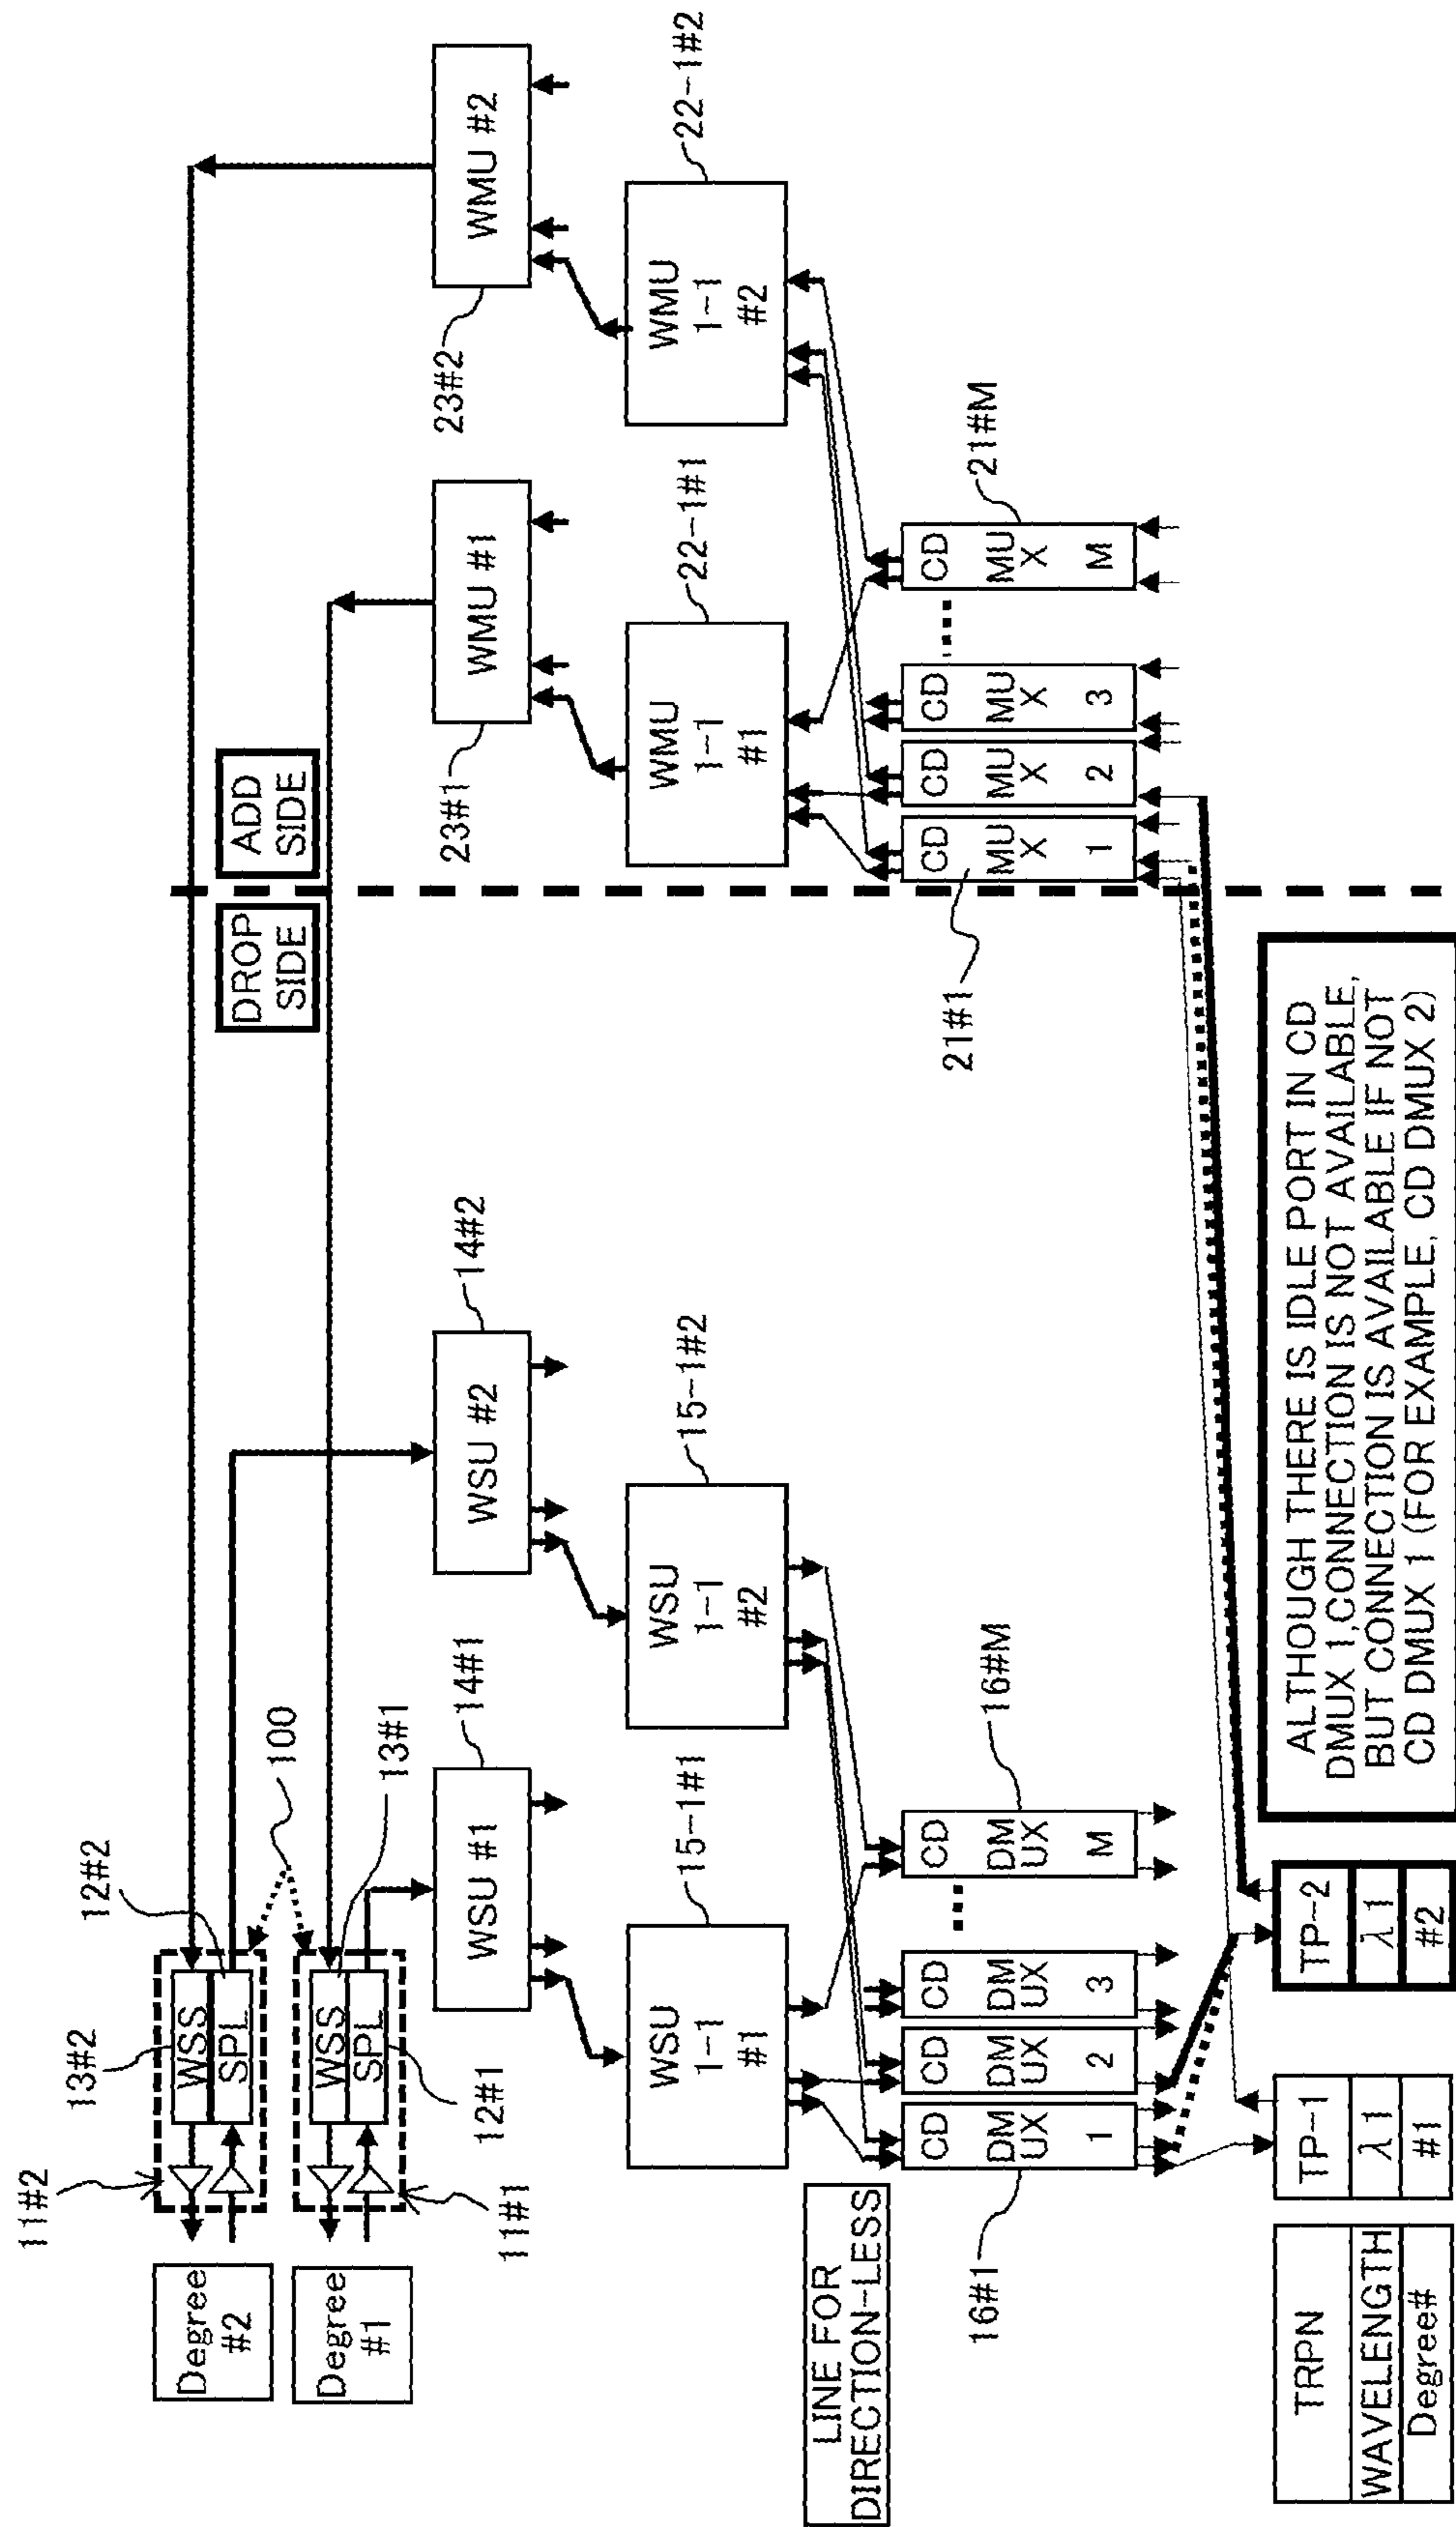 11#2
13#2
12#2
Degree
#2
WSS
SPL
100
Degree
#1
WSS
SPL
13#1
11#1
12#1
DROP
SIDE
ADD
SIDE
14#1
WSU #1
14#2
WSU #2
23#1
WMU #1
23#2
WMU #2
15-1#1
WSU
1-1
#1
15-1#2
WSU
1-1
#2
22-1#1
WMU
1-1
#1
22-1#2
WMU
1-1
#2
LINE FOR
DIRECTION-LESS
16#1
CD
DM
UX
1
CD
DM
UX
2
CD
DM
UX
3
CD
DM
UX
M
16#M
21#1
CD
MU
X
1
CD
MU
X
2
CD
MU
X
3
CD
MU
X
M
21#M
TRPN
WAVELENGTH
Degree#
TP-1
λ1
#1
TP-2
λ1
#2
ALTHOUGH THERE IS IDLE PORT IN CD
DMUX 1,CONNECTION IS NOT AVAILABLE,
BUT CONNECTION IS AVAILABLE IF NOT
CD DMUX 1 (FOR EXAMPLE, CD DMUX 2)